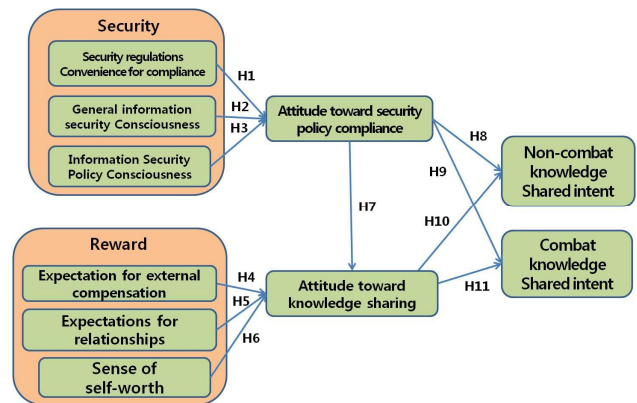 Security
Security regulations
Convenience for compliance
General information
security Consciousness
Information Security
Policy Consciousness
H1
H2
H3
Attitude toward security
policy compliance
H8
H9
Non-combat
knowledge
Shared intent
H7
H10
Reward
Expectation for external
compensation
Expectations for
relationships
Sense of
self-worth
H4
H5
H6
Attitude toward
knowledge sharing
H11
Combat
knowledge
Shared intent